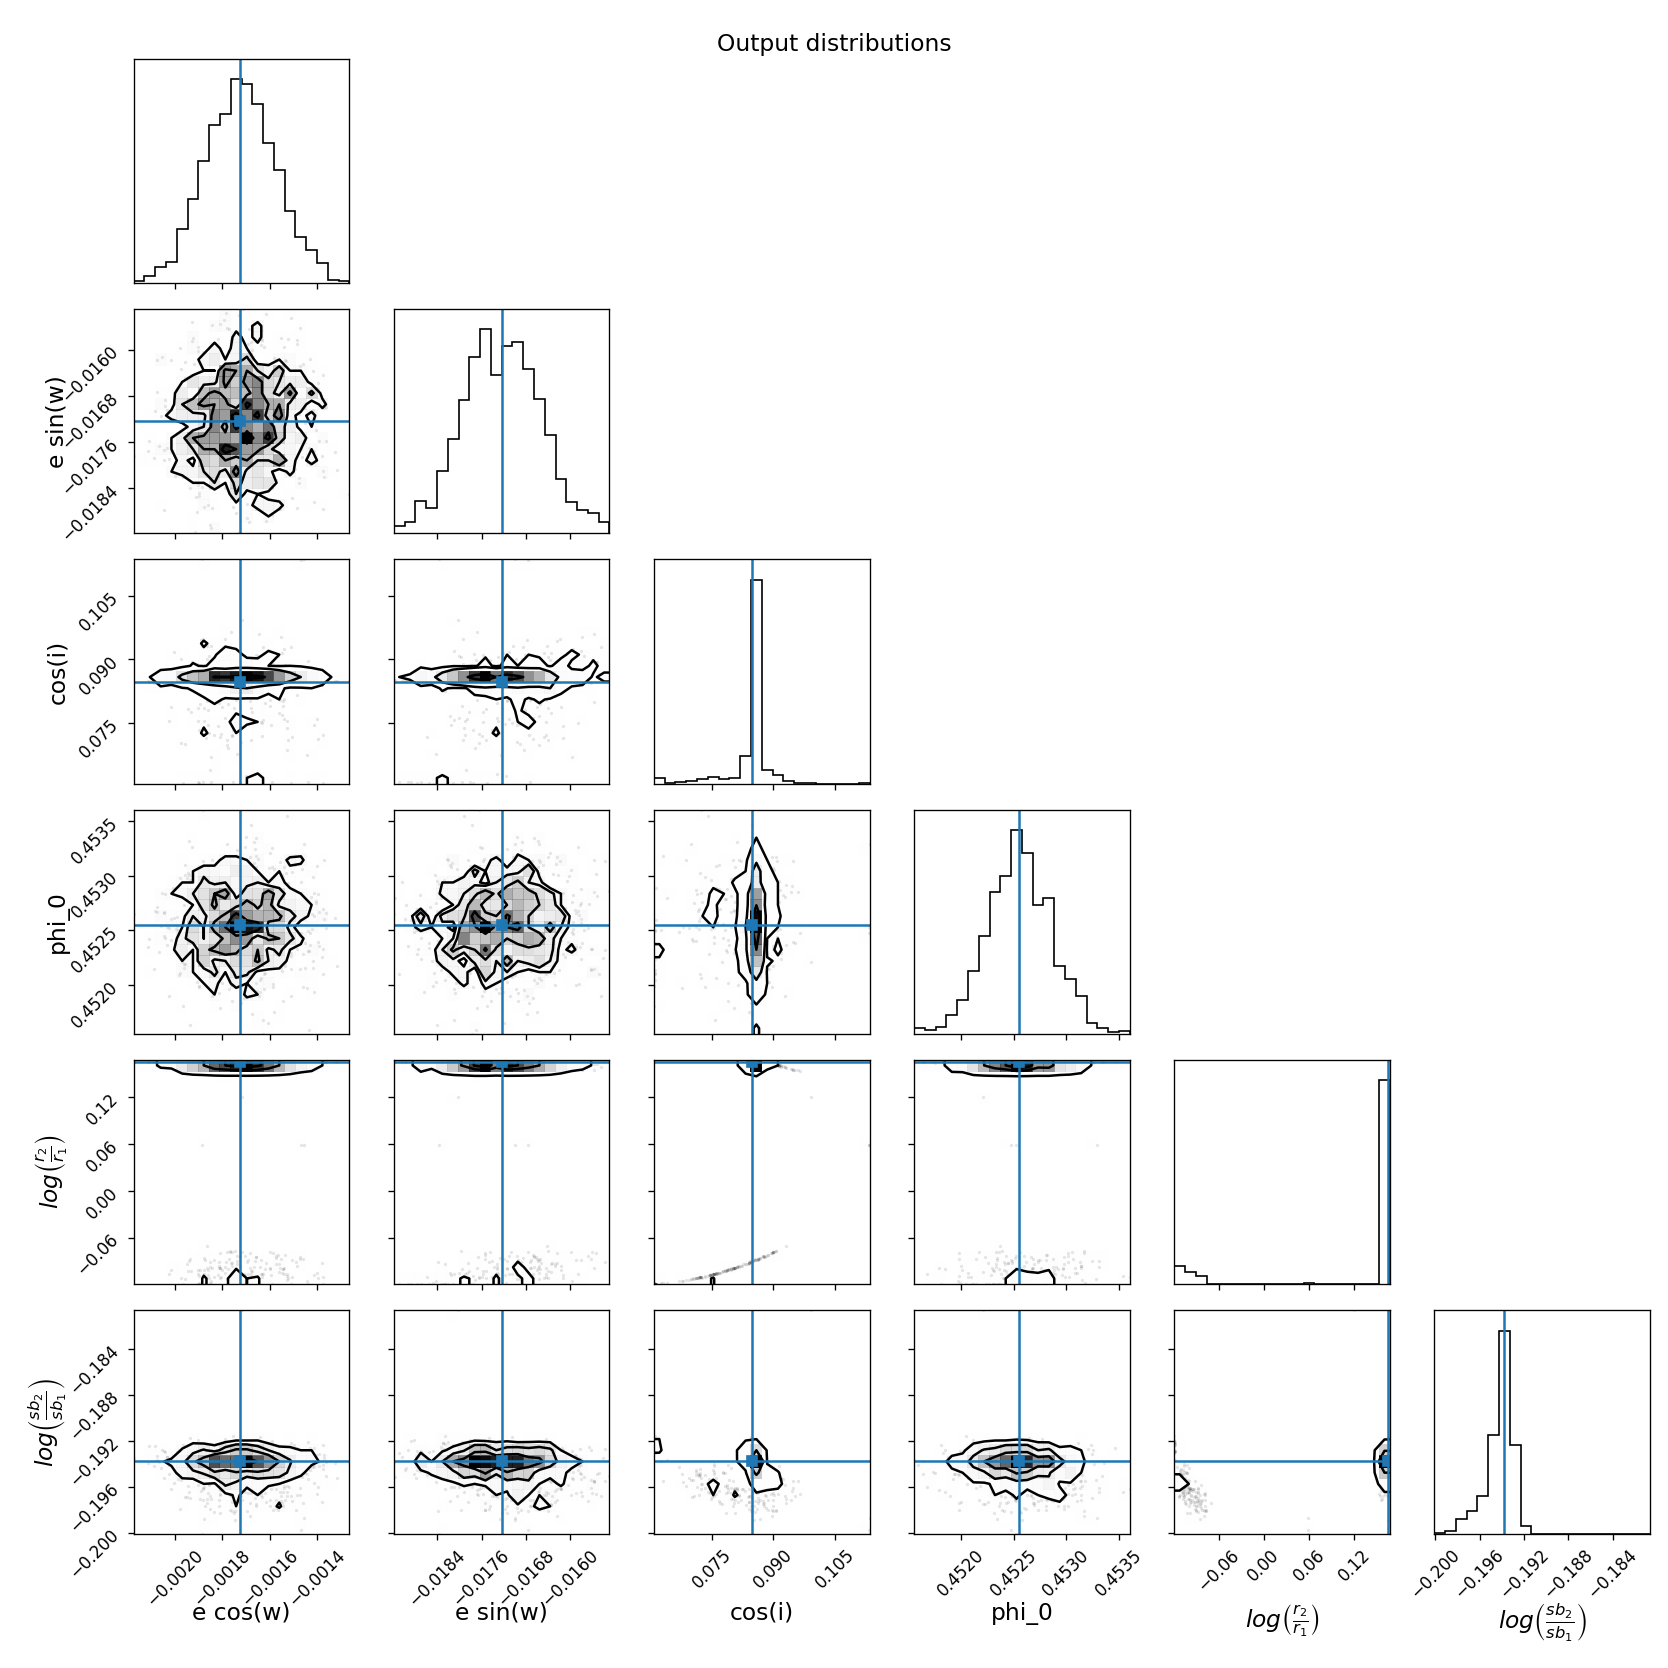 Output distributions
e sin(w)
−0.0160
−0.0168
−0.0176
−0.0184
cos(i)
0.105
0.090
0.075
phi_0
0.4535
0.4530
0.4525
0.4520
log(r2/r1)
0.12
0.06
0.00
−0.06
log(sb2/sb1)
−0.184
−0.188
−0.192
−0.196
−0.200
−0.0020 −0.0018 −0.0016 −0.0014
−0.0184 −0.0176 −0.0168 −0.0160
0.075 0.090 0.105
0.4520 0.4525 0.4530 0.4535
−0.06 0.00 0.06 0.12
−0.200 −0.196 −0.192 −0.188 −0.184
e cos(w) e sin(w) cos(i) phi_0 log(r2/r1) log(sb2/sb1)